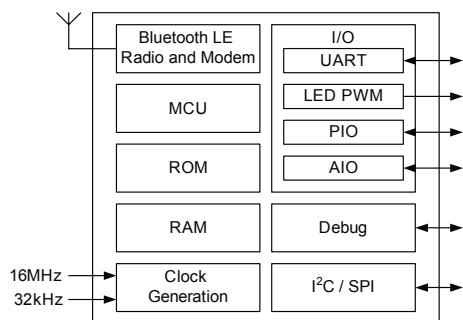 Bluetooth LE
Radio and Modem
MCU
ROM
RAM
Clock
Generation
16MHz
32kHz
I/O
UART
LED PWM
PIO
AIO
Debug
I²C / SPI